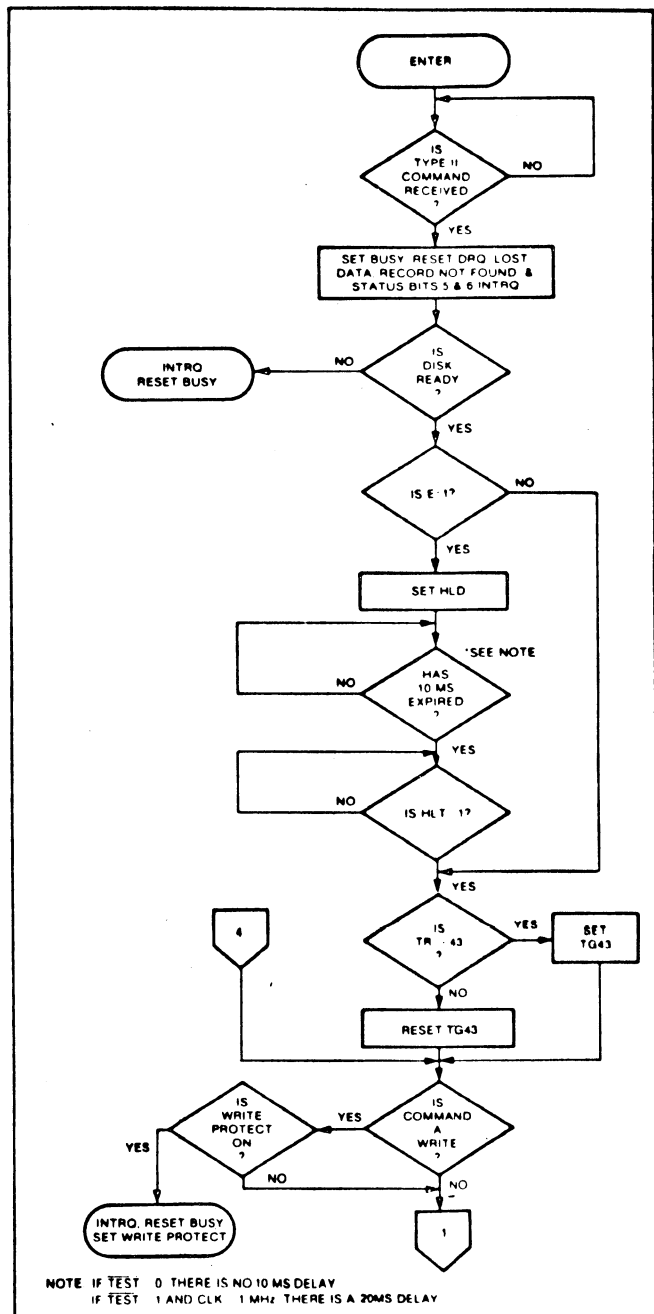 ENTER
IS
TYPE II
COMMAND
RECEIVED
?
NO
YES
SET BUSY, RESET DRQ, LOST
DATA, RECORD NOT FOUND &
STATUS BITS 5 & 6 INTRQ
IS
DISK
READY
?
NO
INTRQ
RESET BUSY
YES
IS E 1?
NO
YES
SET HLD
*SEE NOTE
HAS
10 MS
EXPIRED
?
NO
YES
IS HLT 1?
NO
YES
4
IS
TR 43
?
YES
SET
TG43
NO
RESET TG43
IS
COMMAND
A
WRITE
?
YES
IS
WRITE
PROTECT
ON
?
YES
NO
NO
INTRQ, RESET BUSY
SET WRITE PROTECT
1
NOTE IF TEST 0 THERE IS NO 10 MS DELAY
IF TEST 1 AND CLK 1 MHz THERE IS A 20MS DELAY